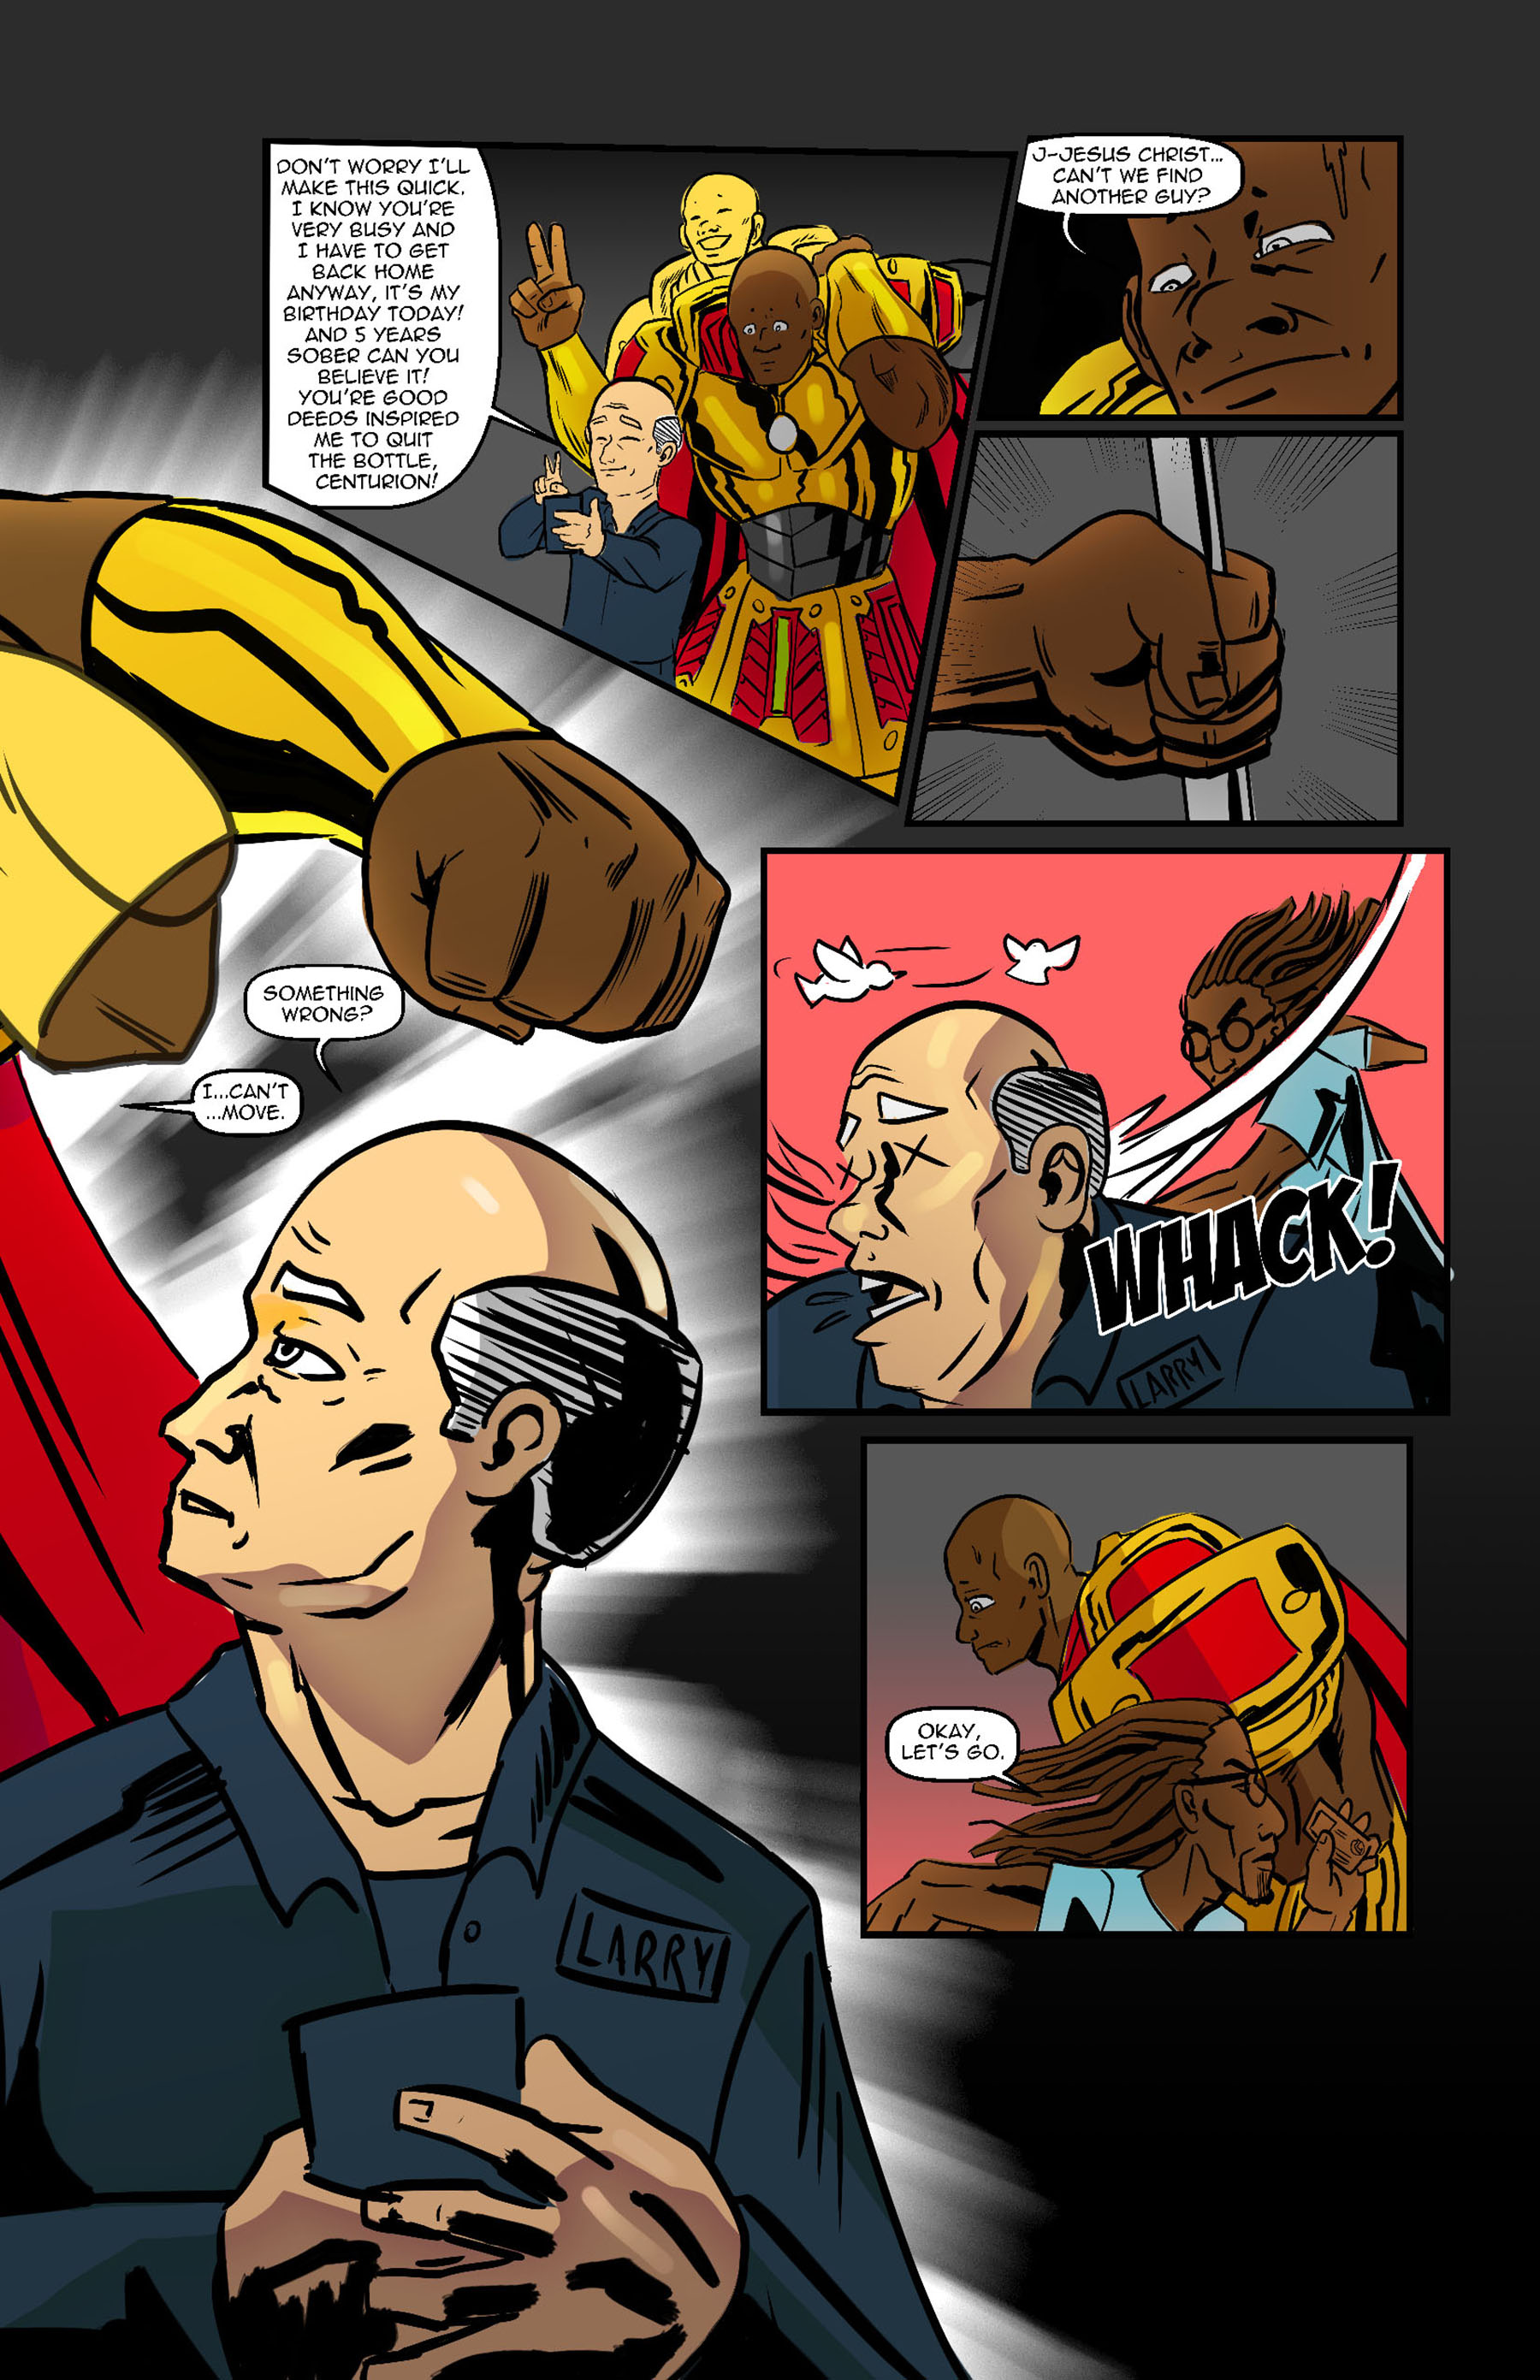 DON'T WORRY I'LL
MAKE THIS QUICK.
I KNOW YOU'RE
VERY BUSY AND
I HAVE TO GET
BACK HOME
ANYWAY, IT'S MY
BIRTHDAY TODAY!
AND 5 YEARS
SOBER CAN YOU
BELIEVE IT!
YOU'RE GOOD
DEEDS INSPIRED
ME TO QUIT
THE BOTTLE,
CENTURION!
J-JESUS CHRIST...
CAN'T WE FIND
ANOTHER GUY?
SOMETHING
WRONG?
I...CAN'T
...MOVE.
LARRY
WHACK!
LARRY
OKAY,
LET'S GO.